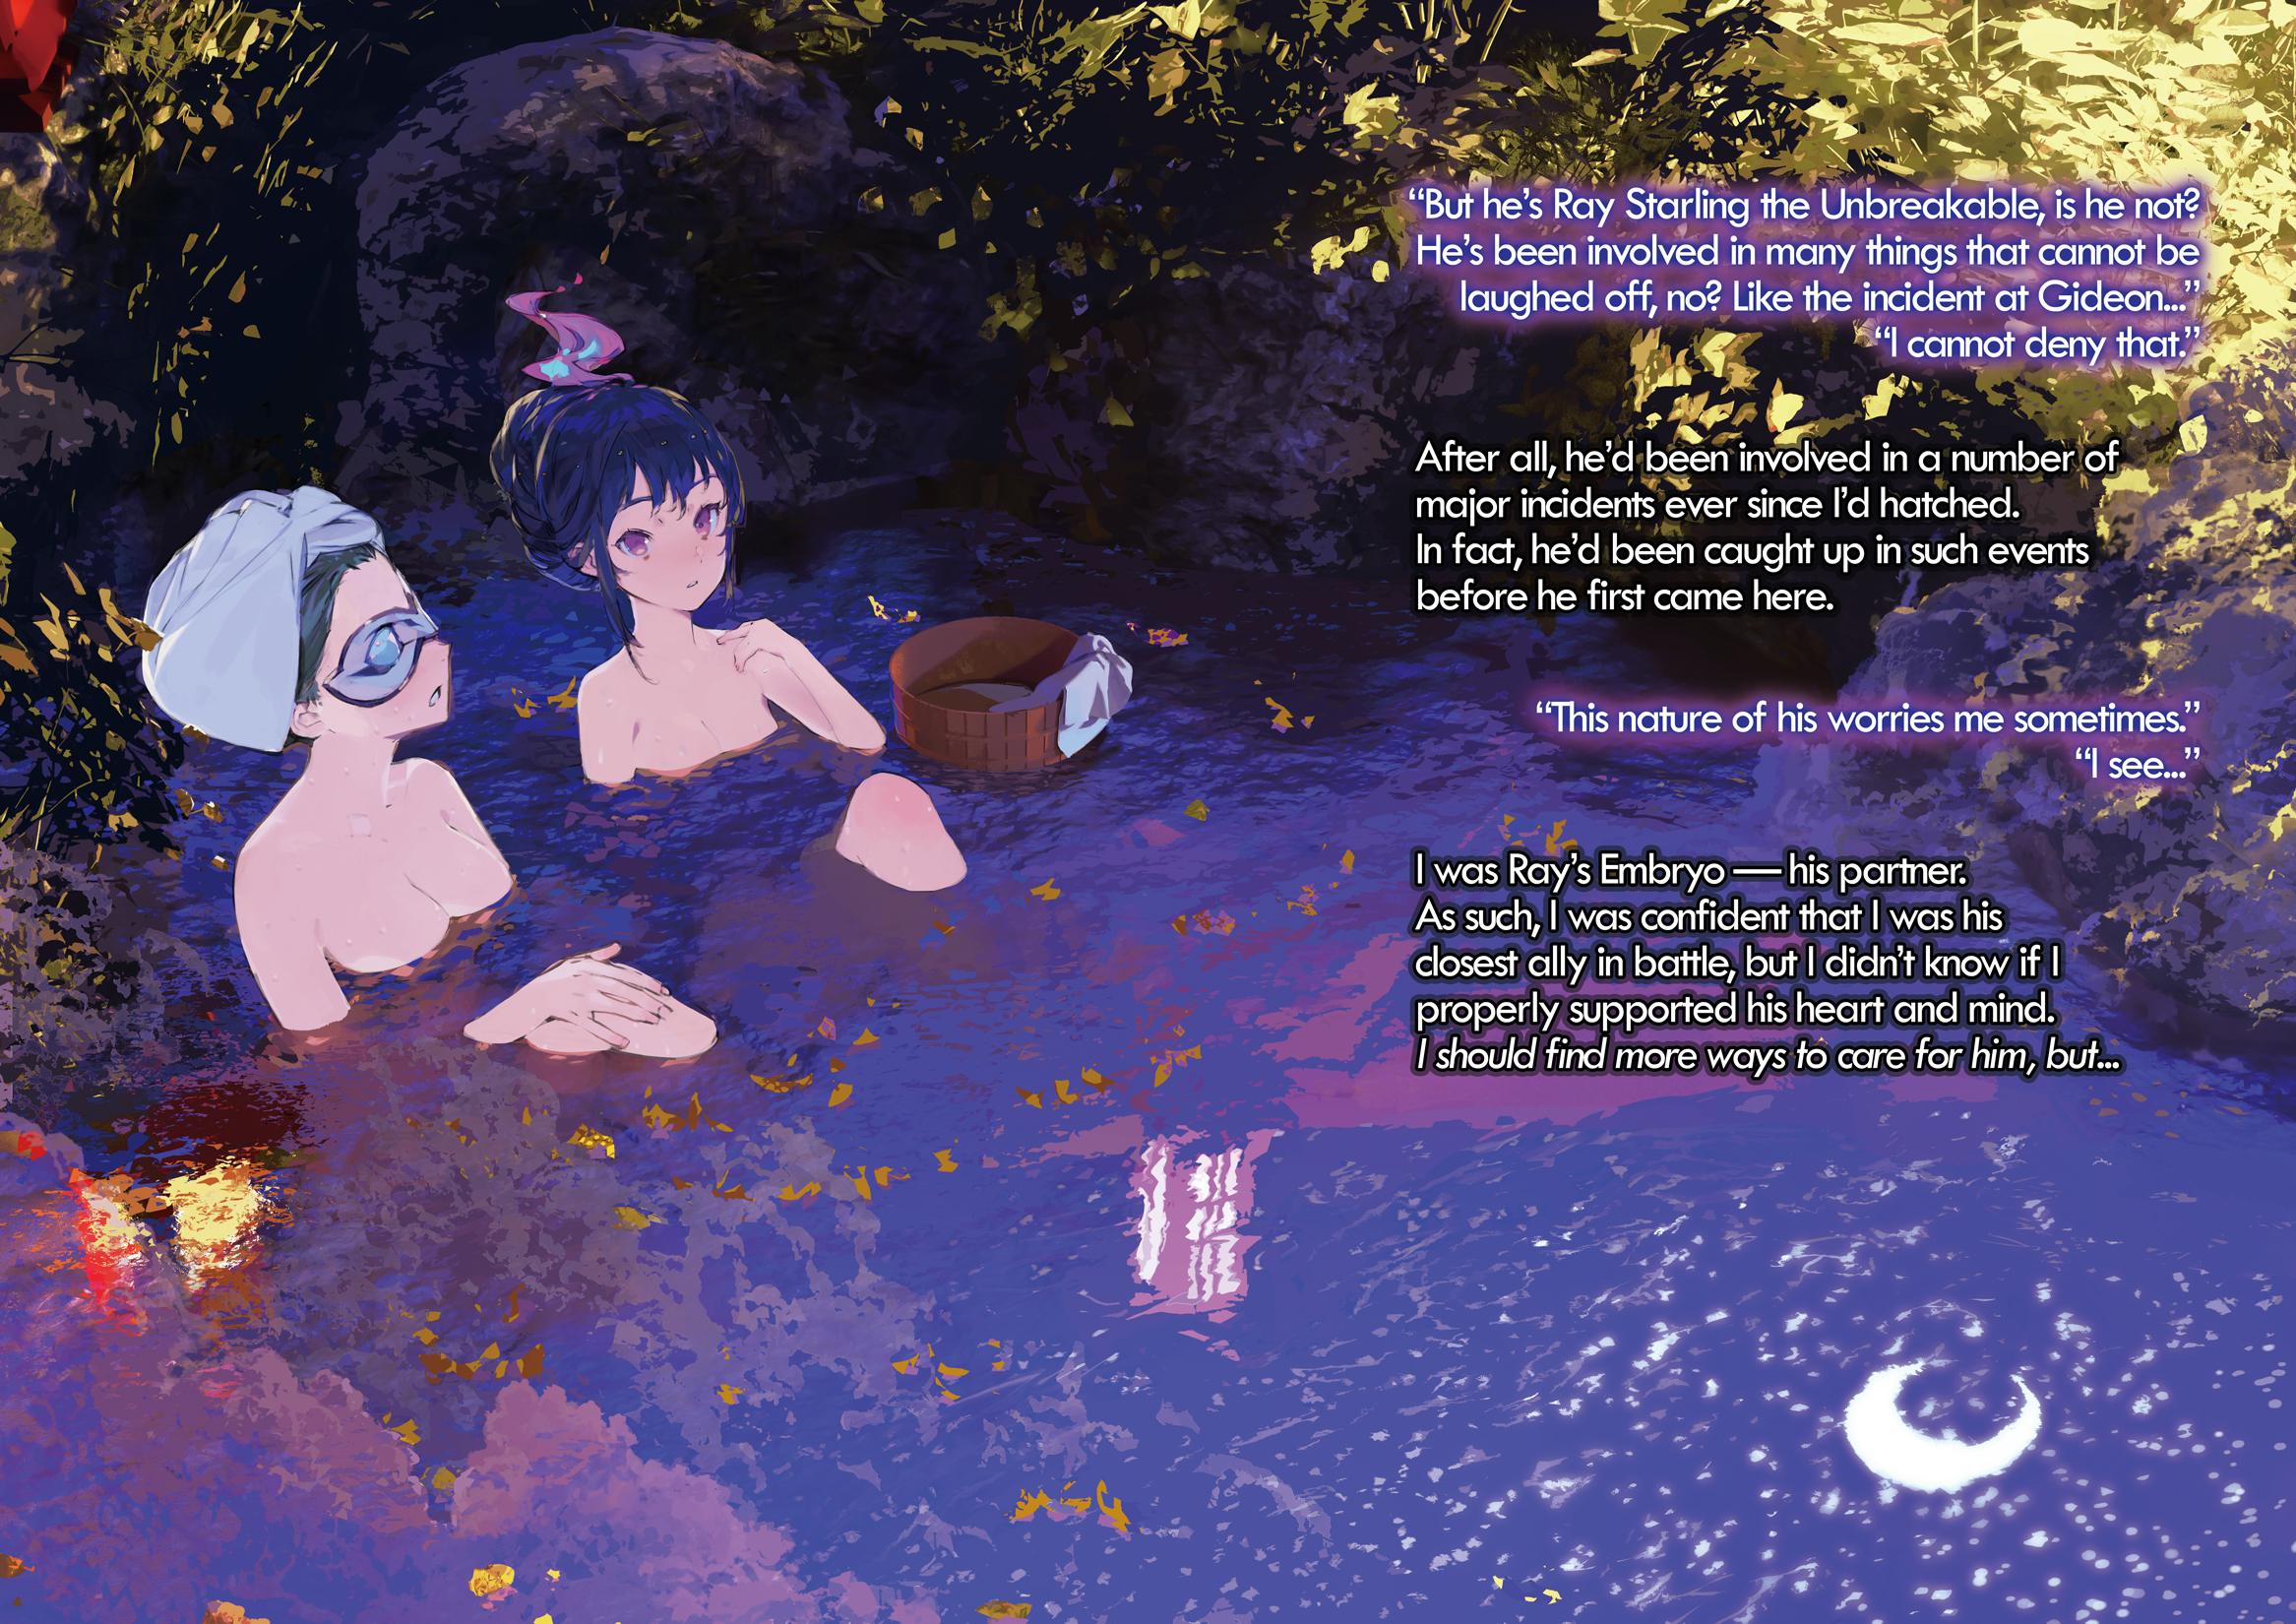 “But he’s Ray Starling the Unbreakable, is he not?
He’s been involved in many things that cannot be
laughed off, no? Like the incident at Gideon...”
“I cannot deny that.”
After all, he’d been involved in a number of
major incidents ever since I’d hatched.
In fact, he’d been caught up in such events
before he first came here.
“This nature of his worries me sometimes.”
“I see...”
I was Ray’s Embryo — his partner.
As such, I was confident that I was his
closest ally in battle, but I didn’t know if I
properly supported his heart and mind.
I should find more ways to care for him, but...